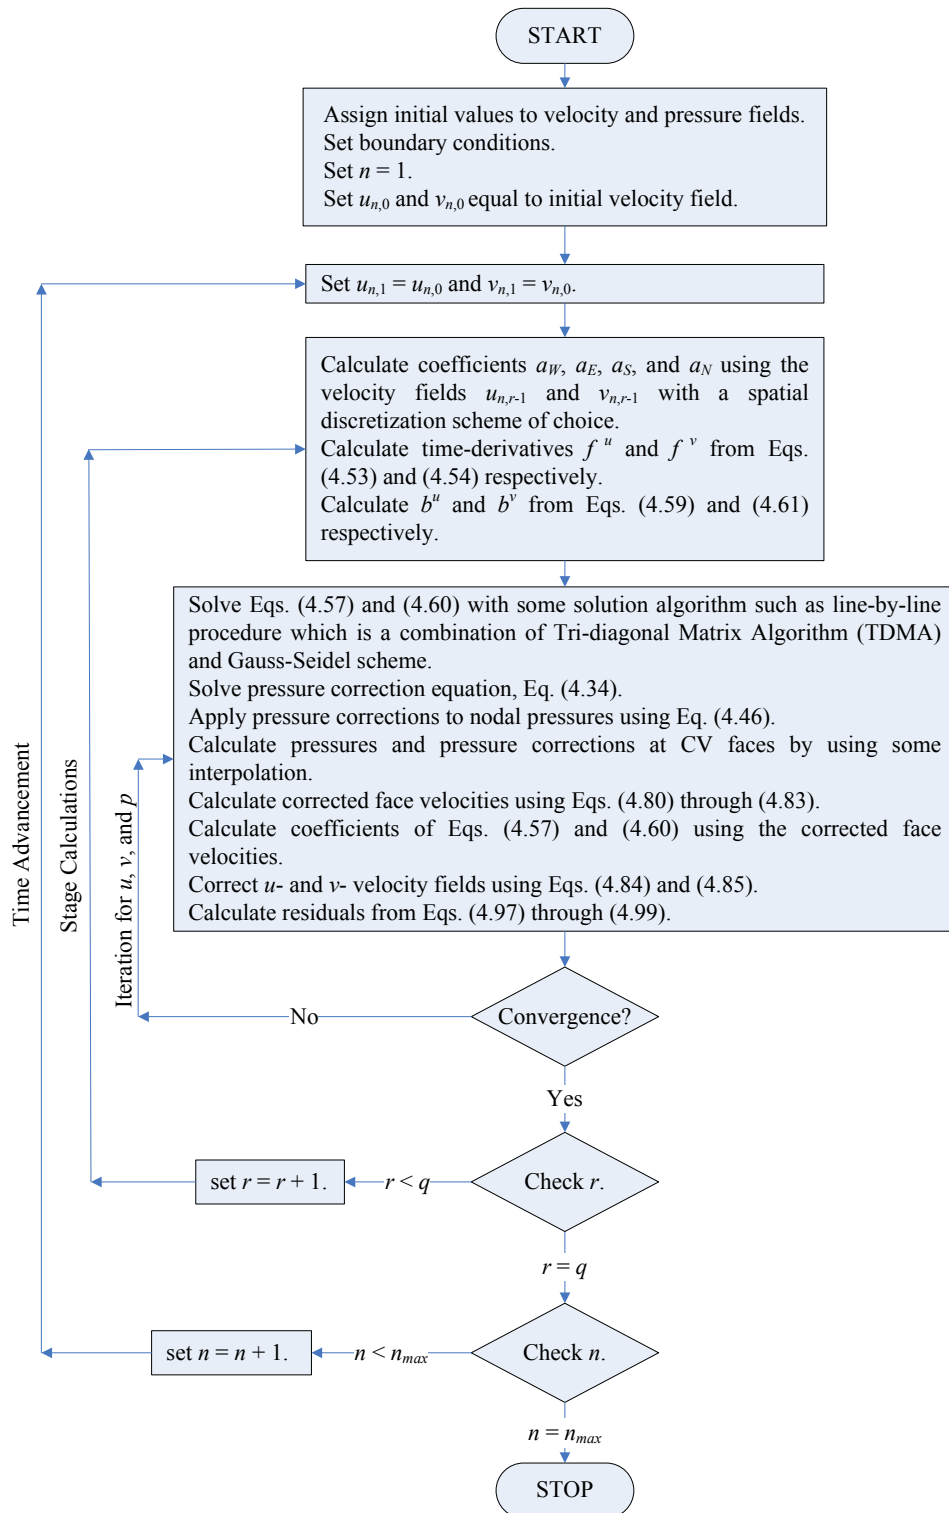 START
Assign initial values to velocity and pressure fields.
Set boundary conditions.
Set n = 1.
Set uₙ,₀ and vₙ,₀ equal to initial velocity field.
Set uₙ,₁ = uₙ,₀ and vₙ,₁ = vₙ,₀.
Calculate coefficients a_W, a_E, a_S, and a_N using the
velocity fields u_n,r-1 and v_n,r-1 with a spatial
discretization scheme of choice.
Calculate time-derivatives f ᵘ and f ᵛ from Eqs.
(4.53) and (4.54) respectively.
Calculate bᵘ and bᵛ from Eqs. (4.59) and (4.61)
respectively.
Solve Eqs. (4.57) and (4.60) with some solution algorithm such as line-by-line
procedure which is a combination of Tri-diagonal Matrix Algorithm (TDMA)
and Gauss-Seidel scheme.
Solve pressure correction equation, Eq. (4.34).
Apply pressure corrections to nodal pressures using Eq. (4.46).
Calculate pressures and pressure corrections at CV faces by using some
interpolation.
Calculate corrected face velocities using Eqs. (4.80) through (4.83).
Calculate coefficients of Eqs. (4.57) and (4.60) using the corrected face
velocities.
Correct u- and v- velocity fields using Eqs. (4.84) and (4.85).
Calculate residuals from Eqs. (4.97) through (4.99).
Time Advancement
Stage Calculations
Iteration for u, v, and p
Convergence?
No
Yes
Check r.
r < q
set r = r + 1.
r = q
Check n.
n < n_max
set n = n + 1.
n = n_max
STOP